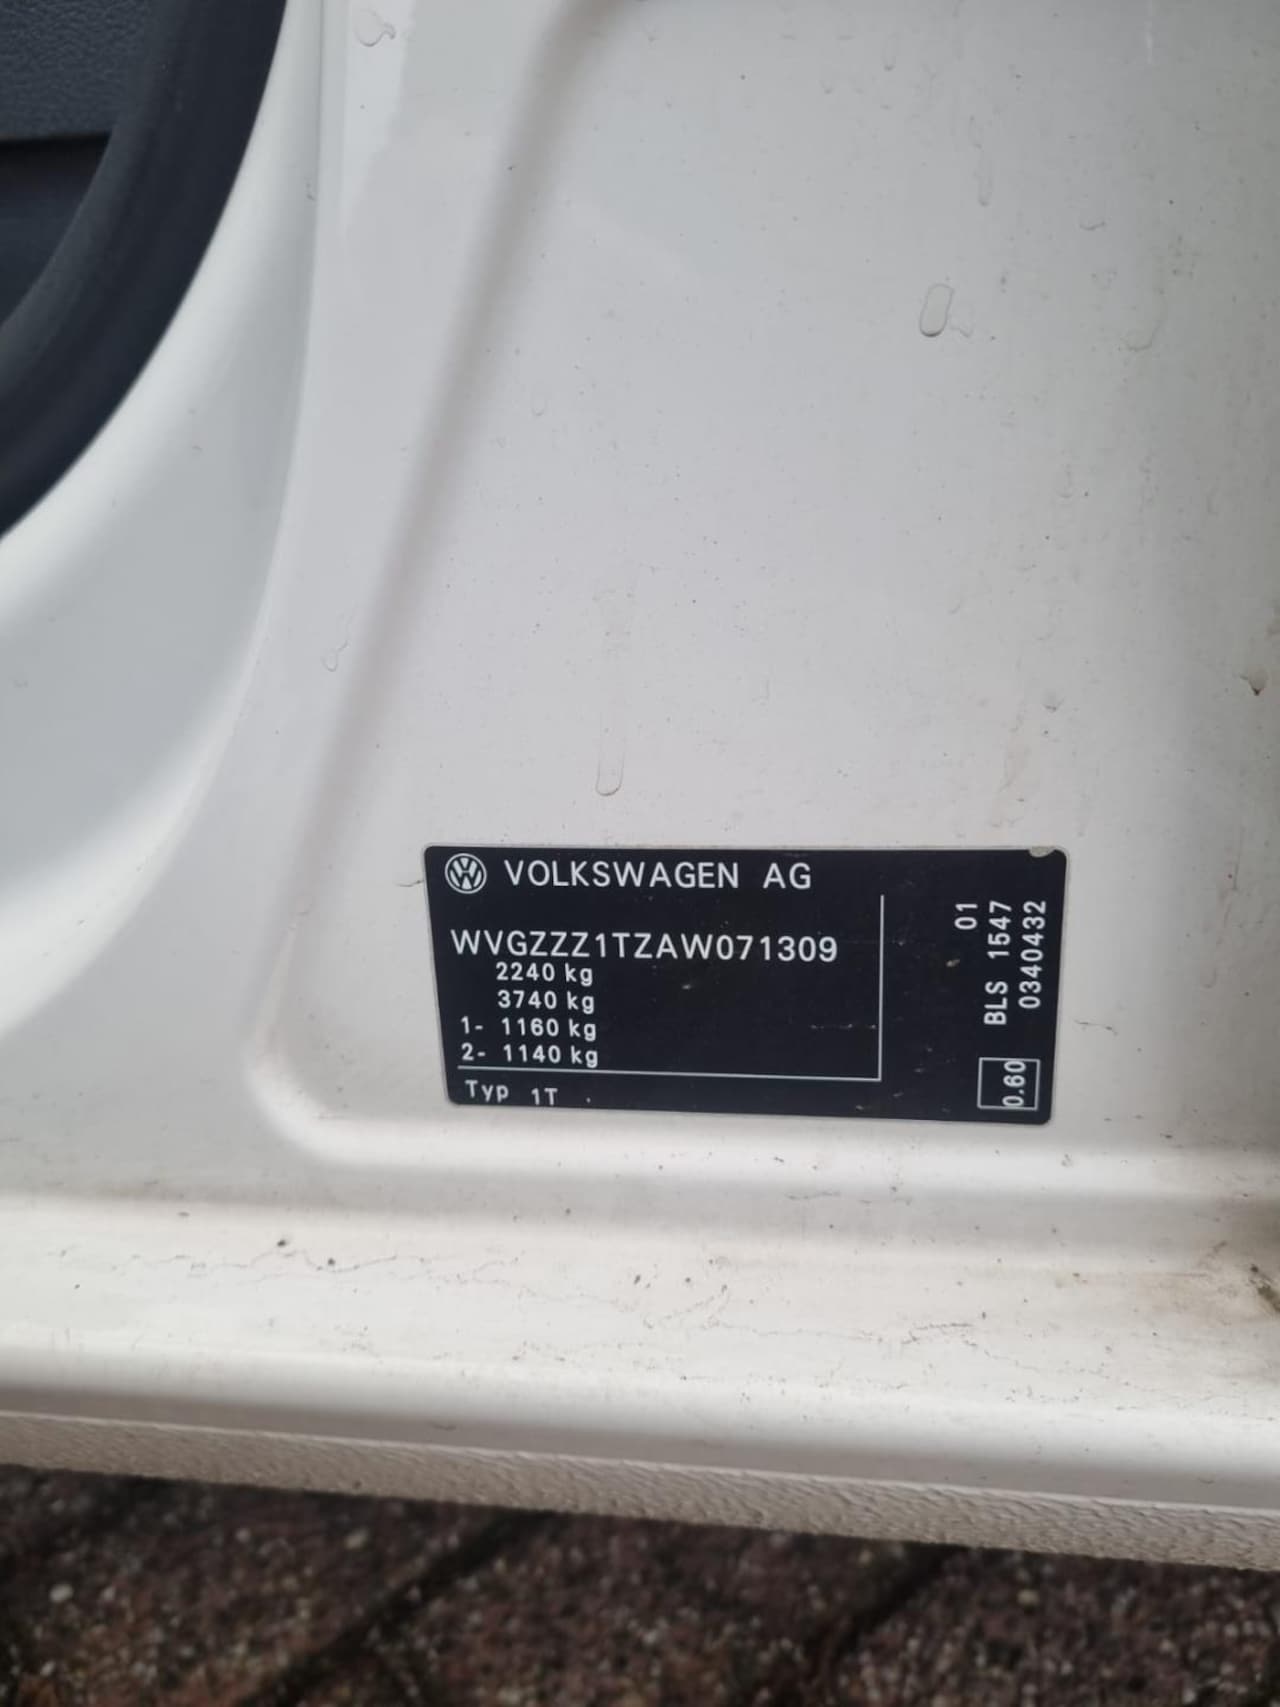 VOLKSWAGEN AG
WVGZZZ1TZAW071309
2240 kg
3740 kg
1- 1160 kg
2- 1140 kg
Typ 1T
01
BLS 1547
0340432
0.60